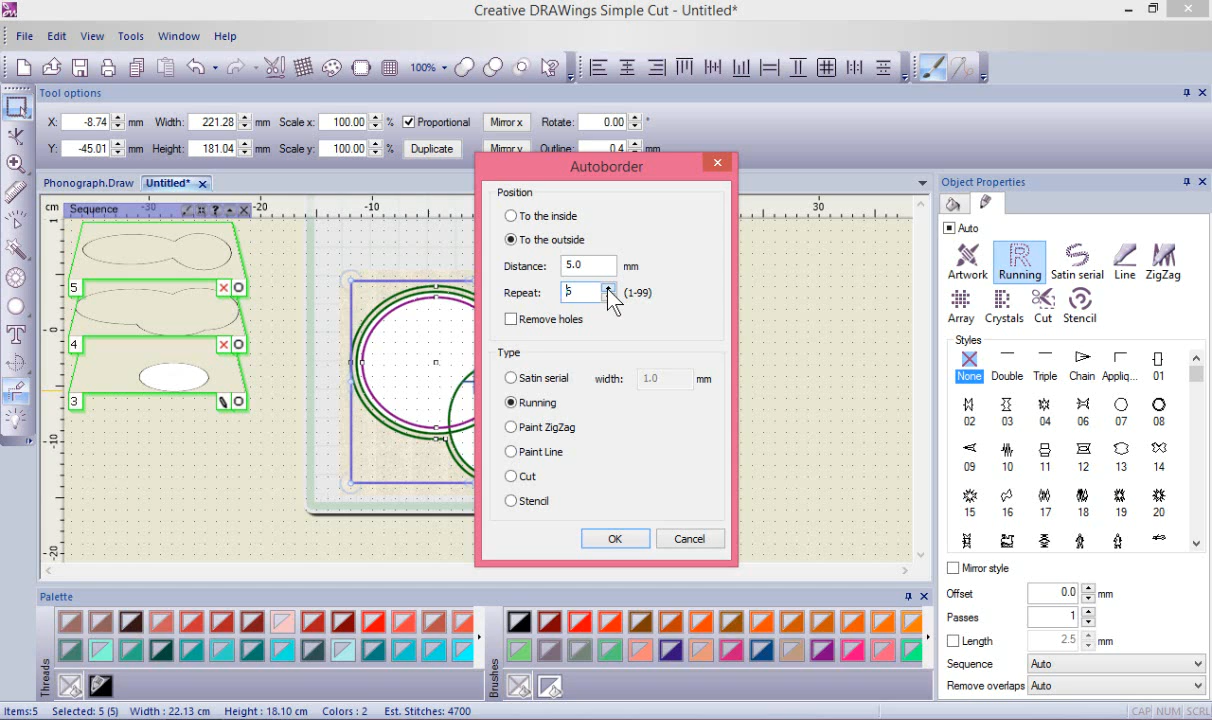 Creative DRAWings Simple Cut - Untitled*
File Edit View Tools Window Help
100%
Tool options
X: -8.74 mm Width: 221.28 mm Scale x: 100.00 % Proportional Mirror x Rotate: 0.00 °
Y: -45.01 mm Height: 181.04 mm Scale y: 100.00 % Duplicate Mirror y Outline: 0.4 mm
Phonograph.Draw Untitled*
cm -30 -20 -10 30
Sequence
5
4
3
0
-10
-20
Autoborder
Position
To the inside
To the outside
Distance: 5.0 mm
Repeat: 5 (1-99)
Remove holes
Type
Satin serial width: 1.0 mm
Running
Paint ZigZag
Paint Line
Cut
Stencil
OK Cancel
Object Properties
Auto
Artwork Running Satin serial Line ZigZag
Array Crystals Cut Stencil
Styles
None Double Triple Chain Appliq... 01
02 03 04 06 07 08
09 10 11 12 13 14
15 16 17 18 19 20
Mirror style
Offset 0.0 mm
Passes 1
Length 2.5 mm
Sequence Auto
Remove overlaps Auto
Palette
Threads
Brushes
Items:5 Selected: 5 (5) Width : 22.13 cm Height : 18.10 cm Colors : 2 Est. Stitches: 4700
CAP NUM SCRL